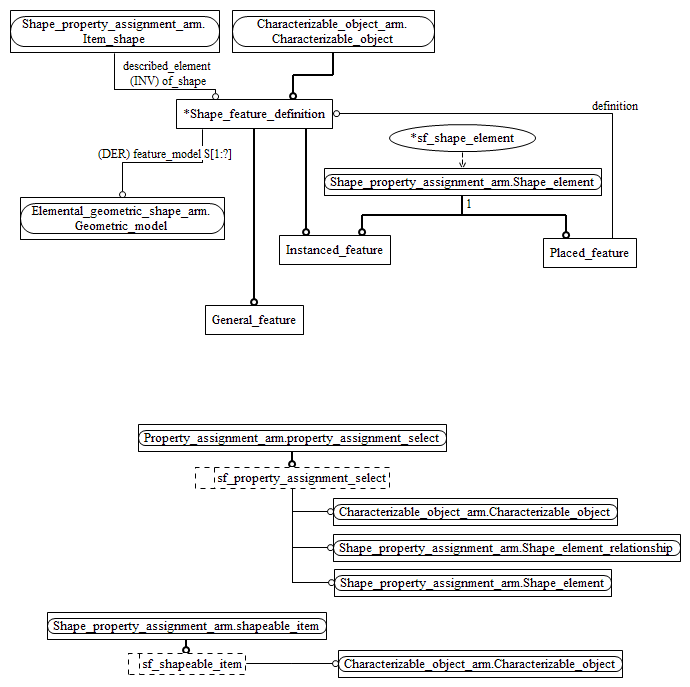 Shape_property_assignment_arm.
Item_shape
Characterizable_object_arm.
Characterizable_object
described_element
(INV) of_shape
*Shape_feature_definition
definition
*sf_shape_element
(DER) feature_model S[1:?]
Shape_property_assignment_arm.Shape_element
1
Elemental_geometric_shape_arm.
Geometric_model
Instanced_feature
Placed_feature
General_feature
Property_assignment_arm.property_assignment_select
sf_property_assignment_select
Characterizable_object_arm.Characterizable_object
Shape_property_assignment_arm.Shape_element_relationship
Shape_property_assignment_arm.Shape_element
Shape_property_assignment_arm.shapeable_item
sf_shapeable_item
Characterizable_object_arm.Characterizable_object